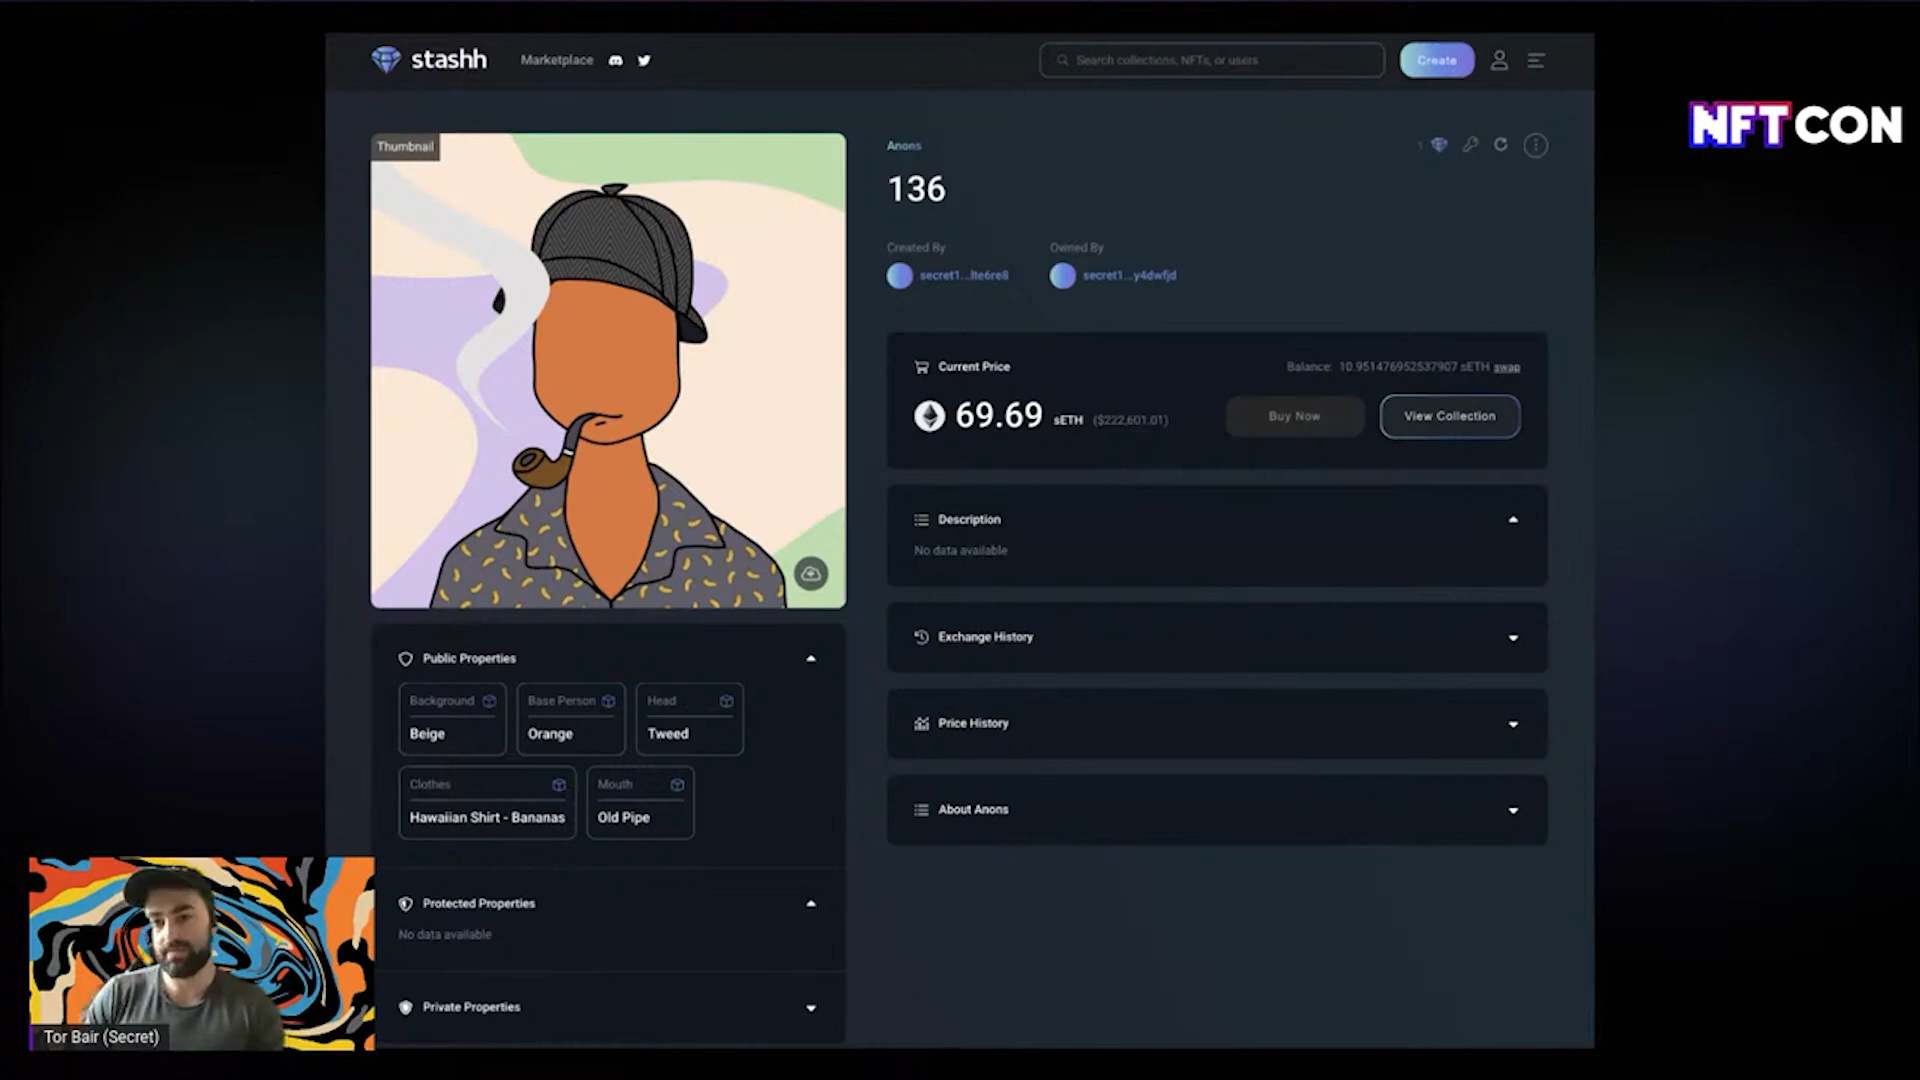 stashh
Marketplace
Search collections, NFTs, or users
Create
NFT CON
Thumbnail
Anons
1
136
Created By
Owned By
secret1...lte6re8
secret1...y4dwfjd
Current Price
Balance: 10.951476952537907 sETH swap
69.69 sETH ($222,601.01)
Buy Now
View Collection
Description
No data available
Exchange History
Price History
About Anons
Public Properties
Background
Beige
Base Person
Orange
Head
Tweed
Clothes
Hawaiian Shirt - Bananas
Mouth
Old Pipe
Protected Properties
No data available
Private Properties
Tor Bair (Secret)